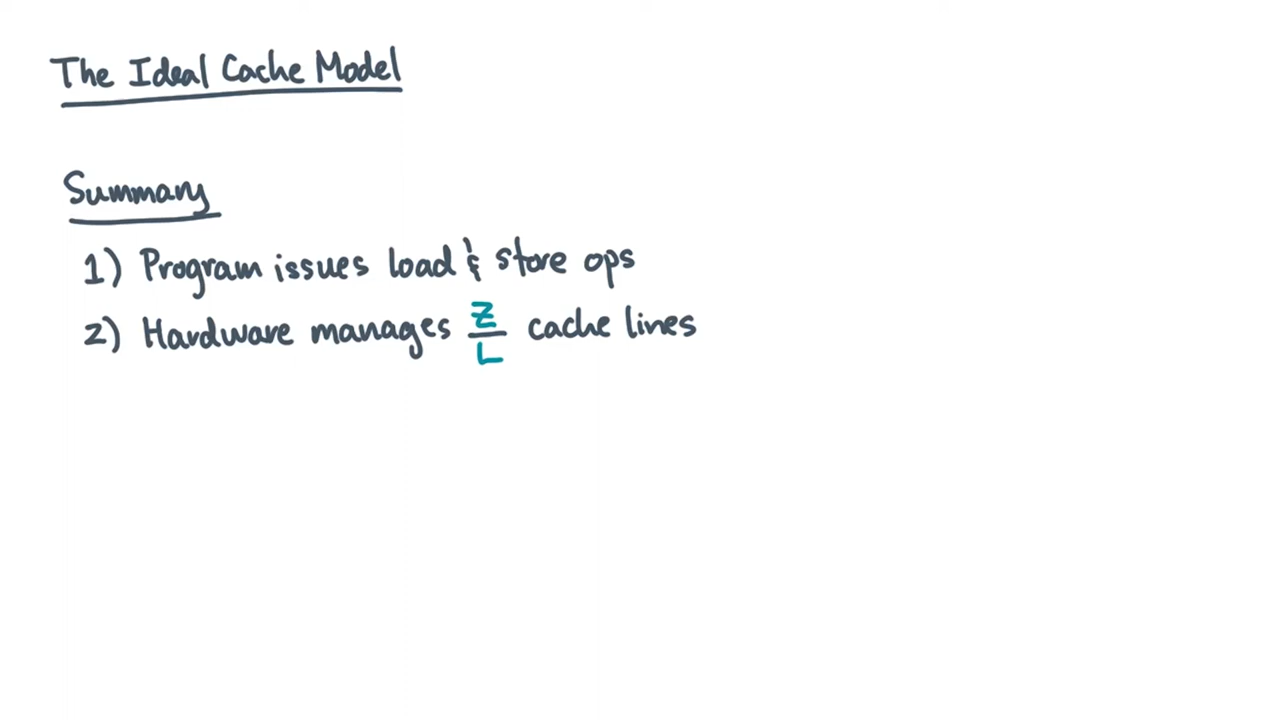 The Ideal Cache Model
Summary
1) Program issues load & store ops
2) Hardware manages Z/L cache lines